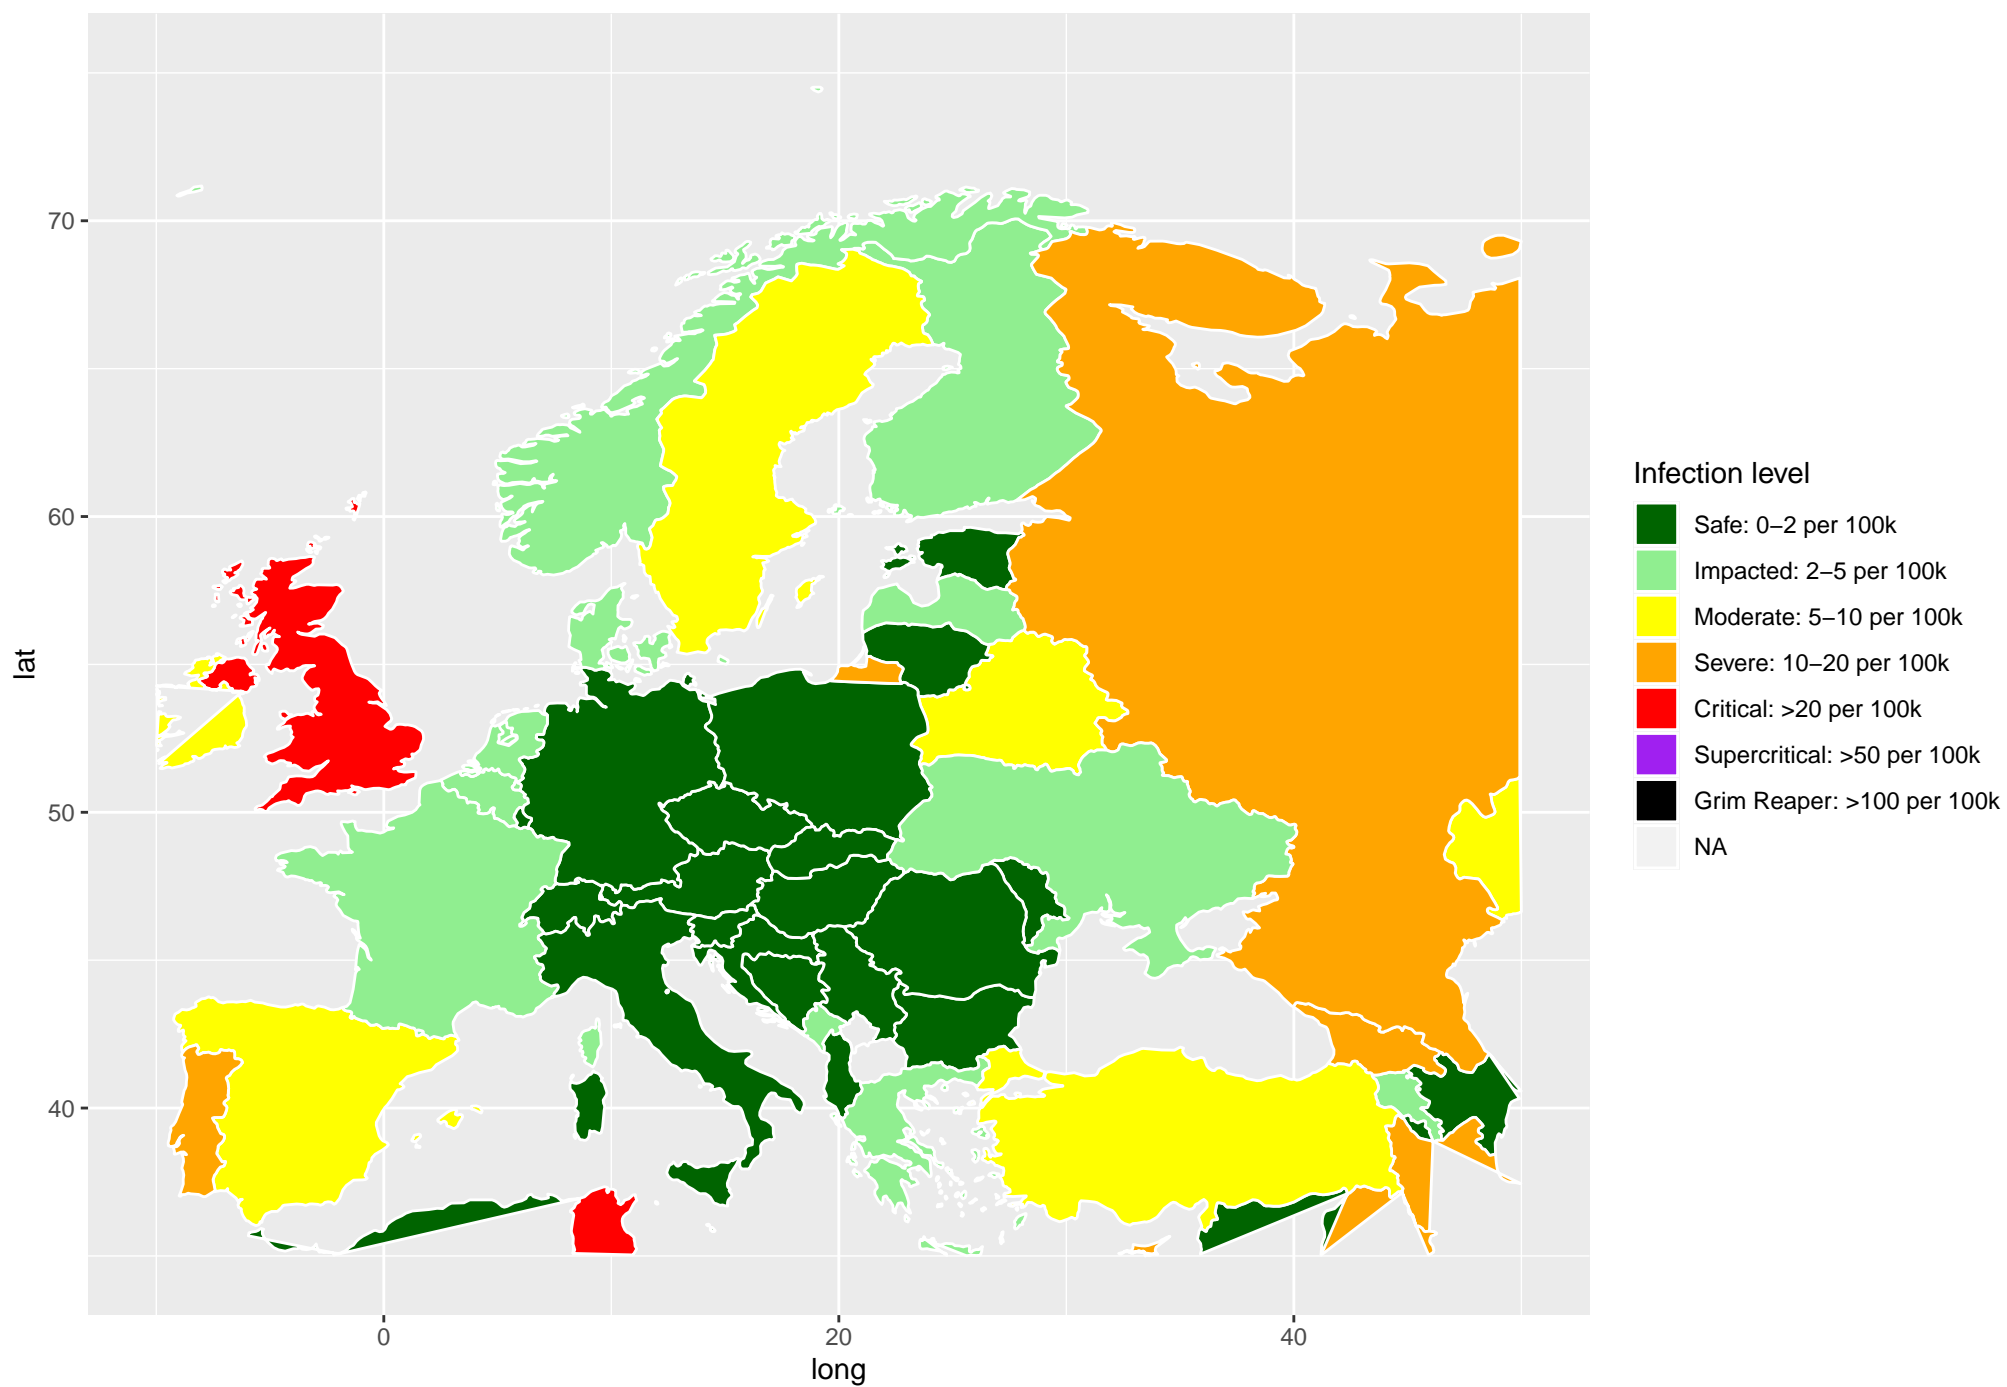 70
60
50
40
lat
0
20
40
long
Infection level
Safe: 0–2 per 100k
Impacted: 2–5 per 100k
Moderate: 5–10 per 100k
Severe: 10–20 per 100k
Critical: >20 per 100k
Supercritical: >50 per 100k
Grim Reaper: >100 per 100k
NA